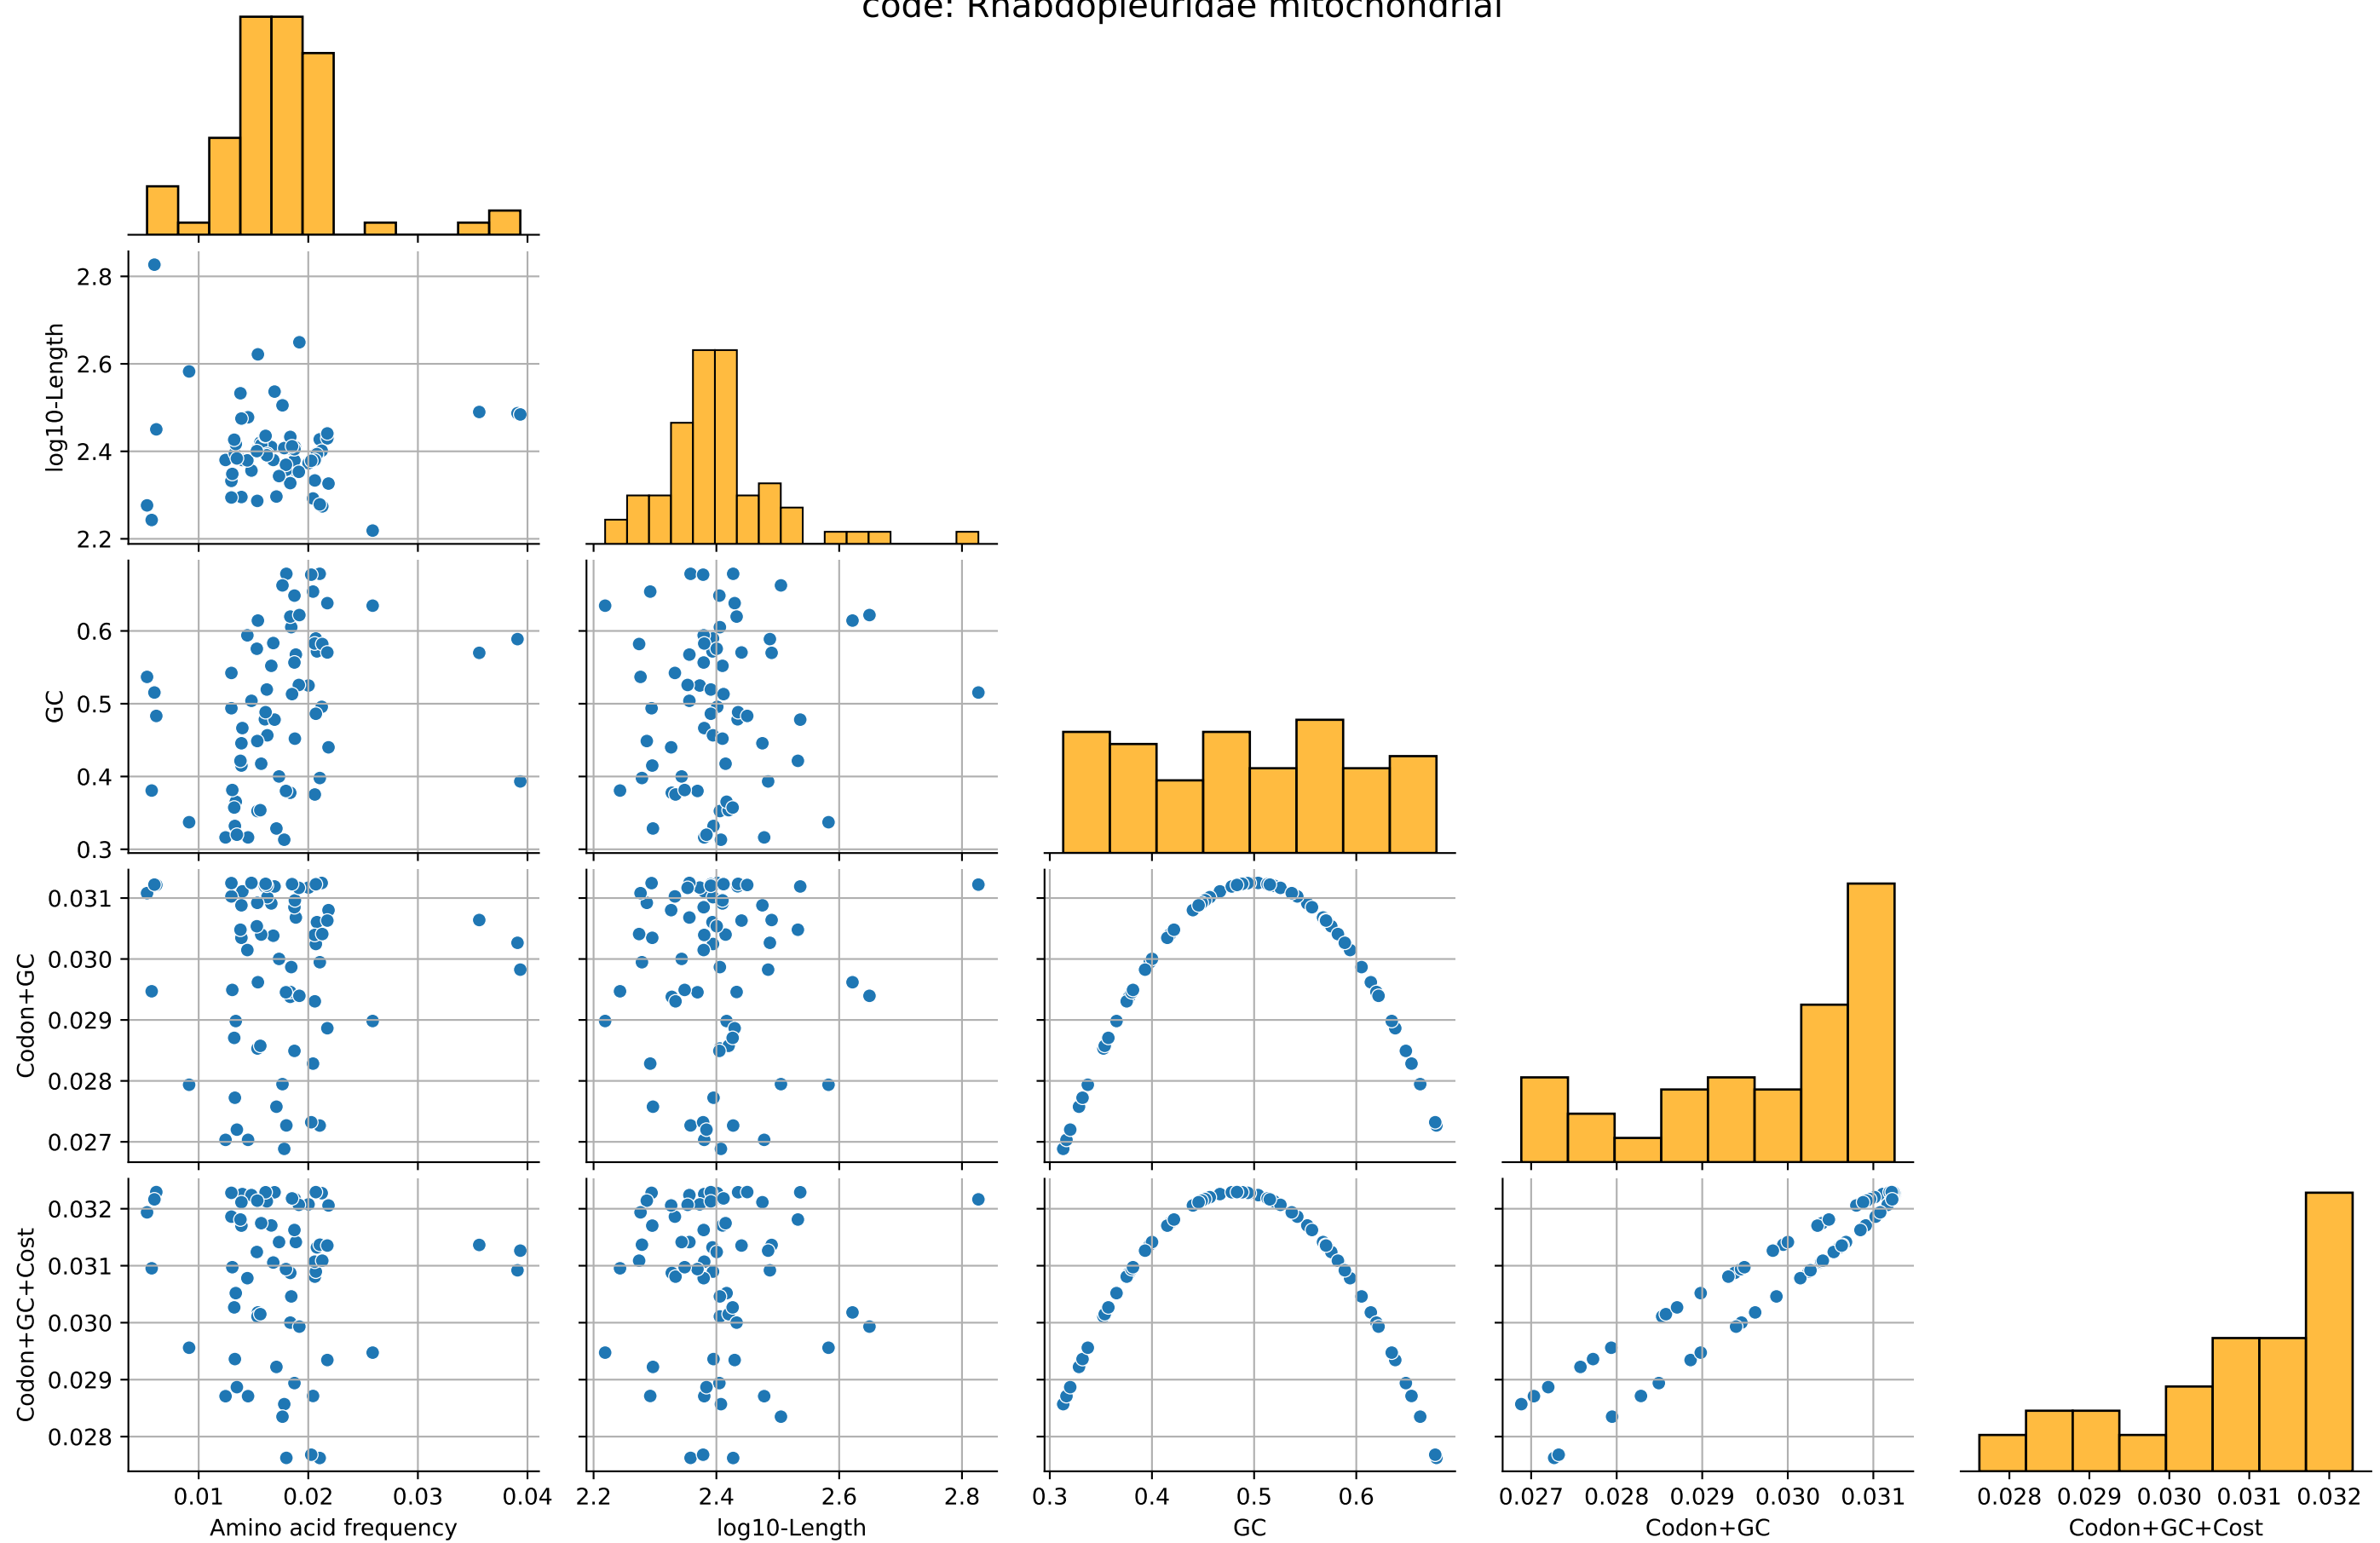 code: Rhabdopleuridae mitochondrial
log10-Length
2.8
2.6
2.4
2.2
GC
0.6
0.5
0.4
0.3
Codon+GC
0.031
0.030
0.029
0.028
0.027
Codon+GC+Cost
0.032
0.031
0.030
0.029
0.028
0.01 0.02 0.03 0.04 2.2 2.4 2.6 2.8 0.3 0.4 0.5 0.6 0.027 0.028 0.029 0.030 0.031 0.028 0.029 0.030 0.031 0.032
Amino acid frequency log10-Length GC Codon+GC Codon+GC+Cost